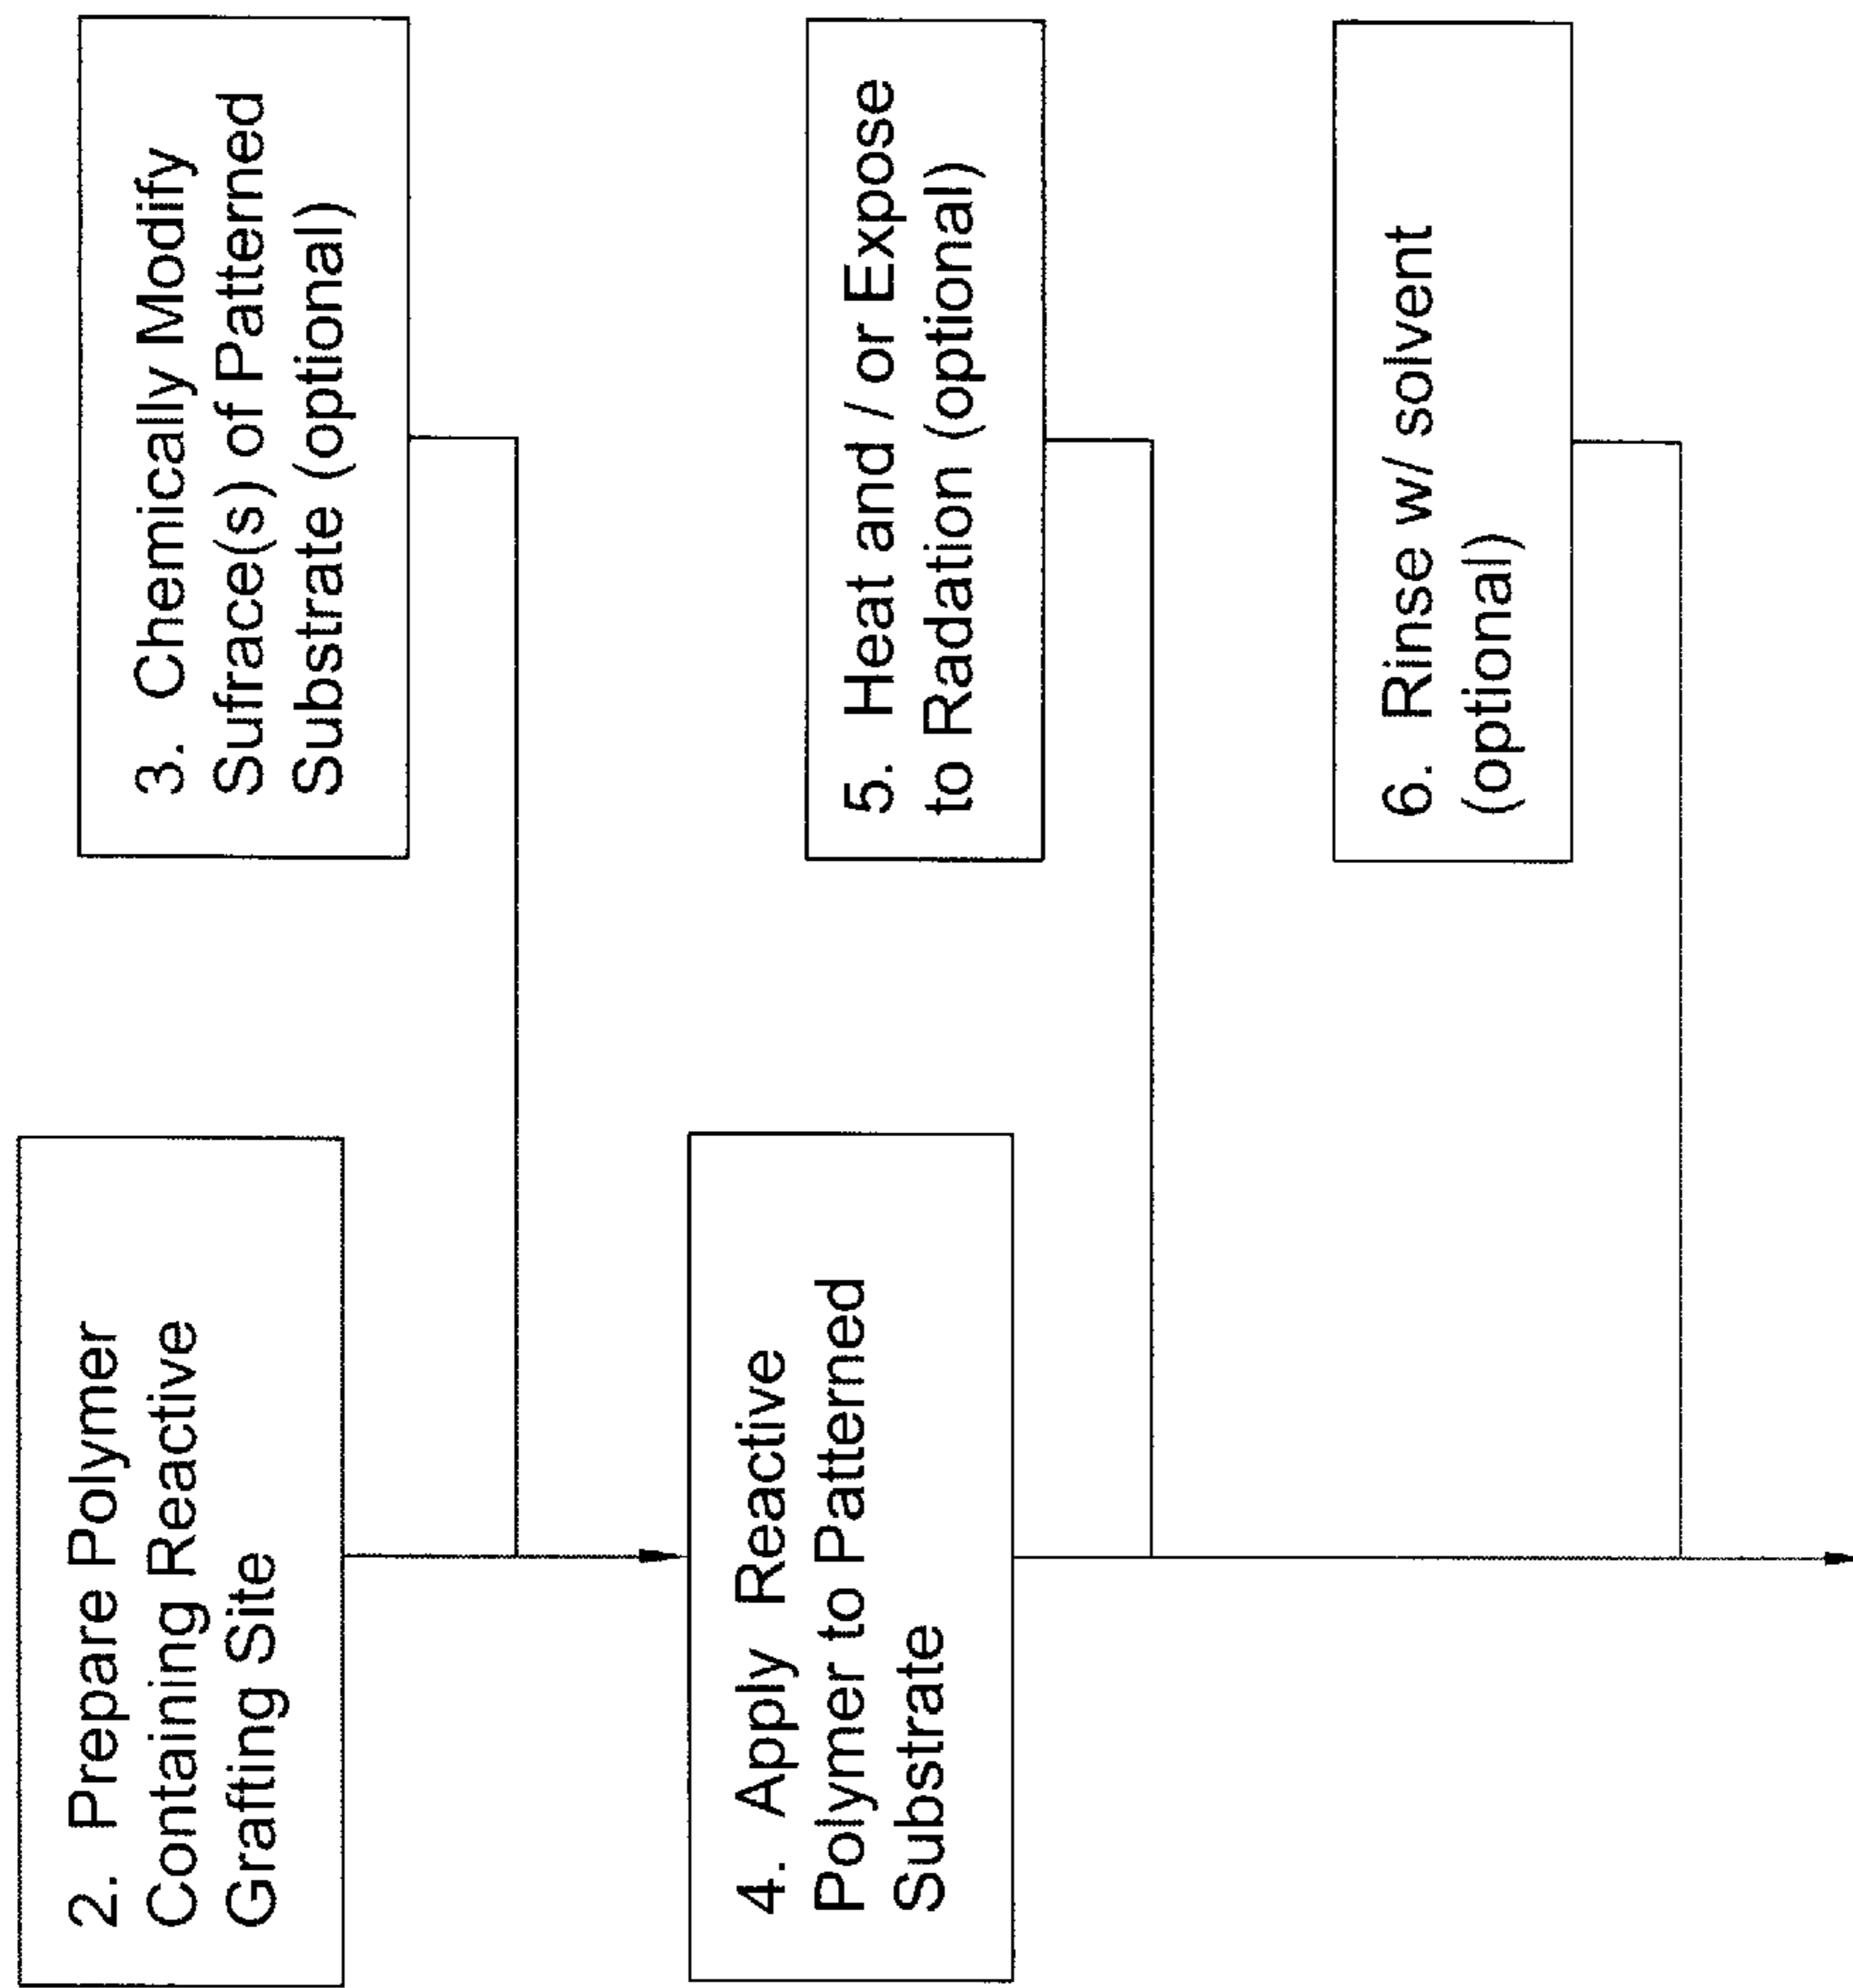 2. Prepare Polymer
Containing Reactive
Grafting Site
3. Chemically Modify
Sufrace(s) of Patterned
Substrate (optional)
4. Apply Reactive
Polymer to Patterned
Substrate
5. Heat and / or Expose
to Radation (optional)
6. Rinse w/ solvent
(optional)